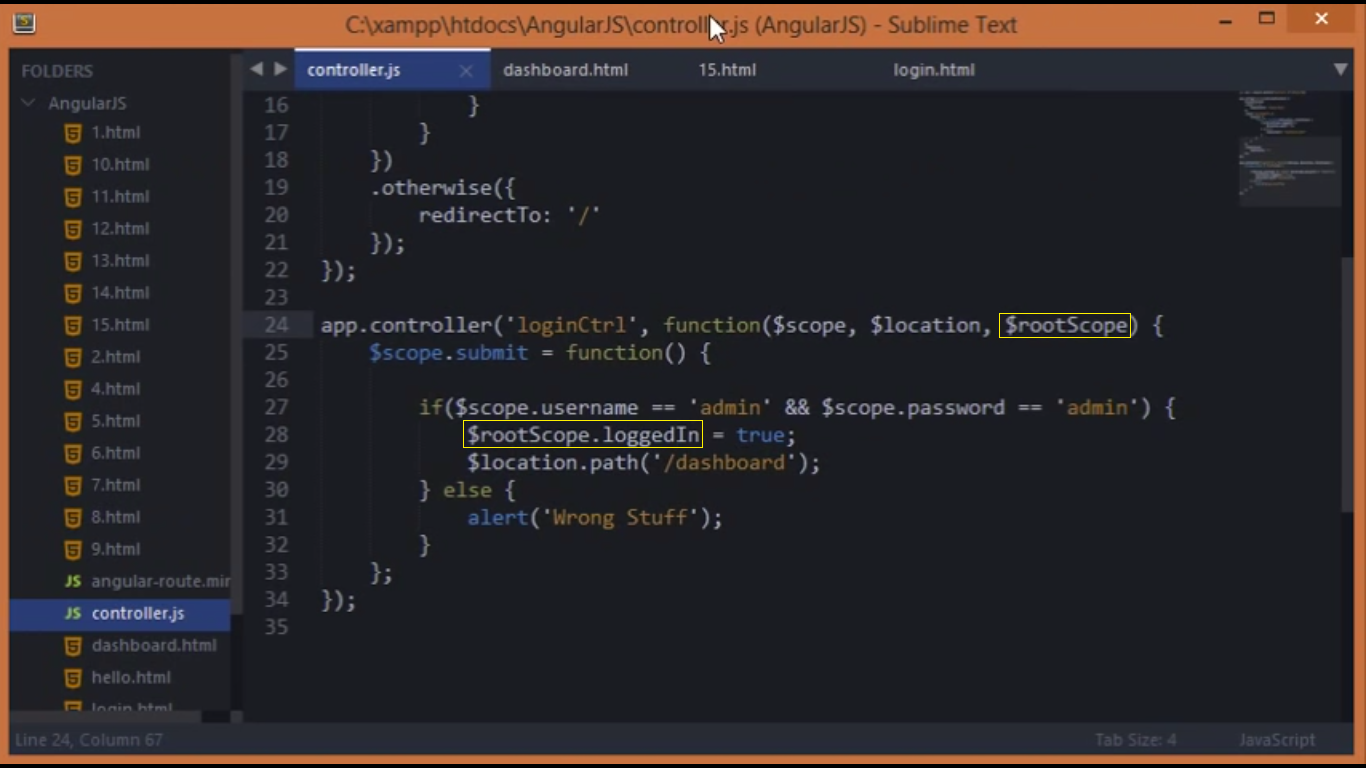 C:\xampp\htdocs\AngularJS\controller.js (AngularJS) - Sublime Text
FOLDERS
AngularJS
1.html
10.html
11.html
12.html
13.html
14.html
15.html
2.html
4.html
5.html
6.html
7.html
8.html
9.html
JS angular-route.min
JS controller.js
dashboard.html
hello.html
login.html
controller.js dashboard.html 15.html login.html
16 }
17 }
18 })
19 .otherwise({
20 redirectTo: '/'
21 });
22 });
23
24 app.controller('loginCtrl', function($scope, $location, $rootScope) {
25 $scope.submit = function() {
26
27 if($scope.username == 'admin' && $scope.password == 'admin') {
28 $rootScope.loggedIn = true;
29 $location.path('/dashboard');
30 } else {
31 alert('Wrong Stuff');
32 }
33 };
34 });
35
Line 24, Column 67 Tab Size: 4 JavaScript